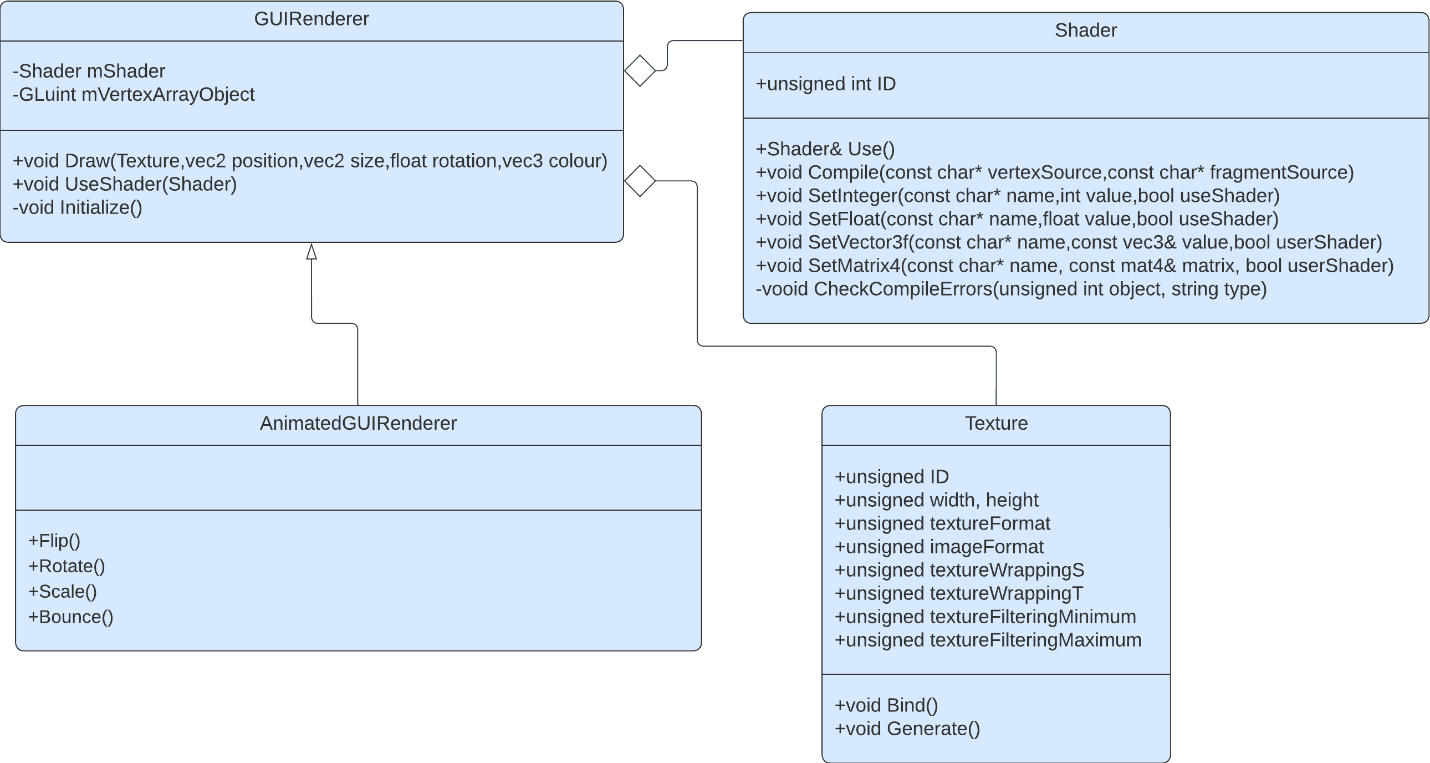 GUIRenderer
-Shader mShader
-GLuint mVertexArrayObject
+void Draw(Texture,vec2 position,vec2 size,float rotation,vec3 colour)
+void UseShader(Shader)
-void Initialize()
Shader
+unsigned int ID
+Shader& Use()
+void Compile(const char* vertexSource,const char* fragmentSource)
+void SetInteger(const char* name,int value,bool useShader)
+void SetFloat(const char* name,float value,bool useShader)
+void SetVector3f(const char* name,const vec3& value,bool userShader)
+void SetMatrix4(const char* name, const mat4& matrix, bool userShader)
-vooid CheckCompileErrors(unsigned int object, string type)
AnimatedGUIRenderer
+Flip()
+Rotate()
+Scale()
+Bounce()
Texture
+unsigned ID
+unsigned width, height
+unsigned textureFormat
+unsigned imageFormat
+unsigned textureWrappingS
+unsigned textureWrappingT
+unsigned textureFilteringMinimum
+unsigned textureFilteringMaximum
+void Bind()
+void Generate()